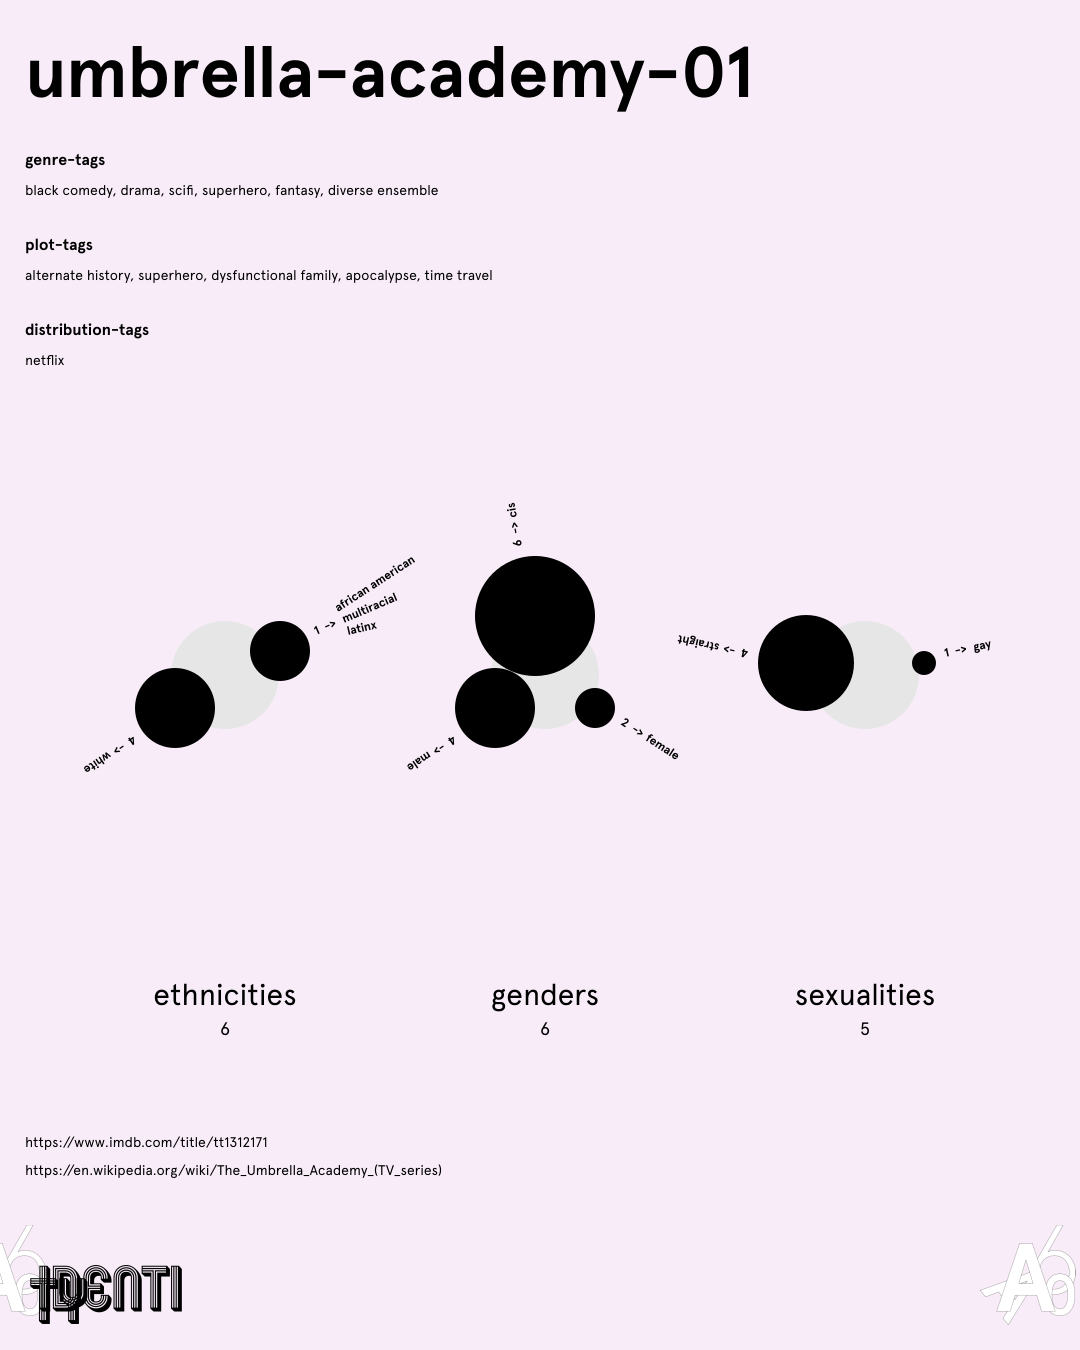 umbrella-academy-01
genre-tags
black comedy, drama, scifi, superhero, fantasy, diverse ensemble
plot-tags
alternate history, superhero, dysfunctional family, apocalypse, time travel
distribution-tags
netflix
4 -> white
1 ->
african american
multiracial
latinx
6 -> cis
4 -> male
2 -> female
4 -> straight
1 -> gay
ethnicities
6
genders
6
sexualities
5
https://www.imdb.com/title/tt1312171
https://en.wikipedia.org/wiki/The_Umbrella_Academy_(TV_series)